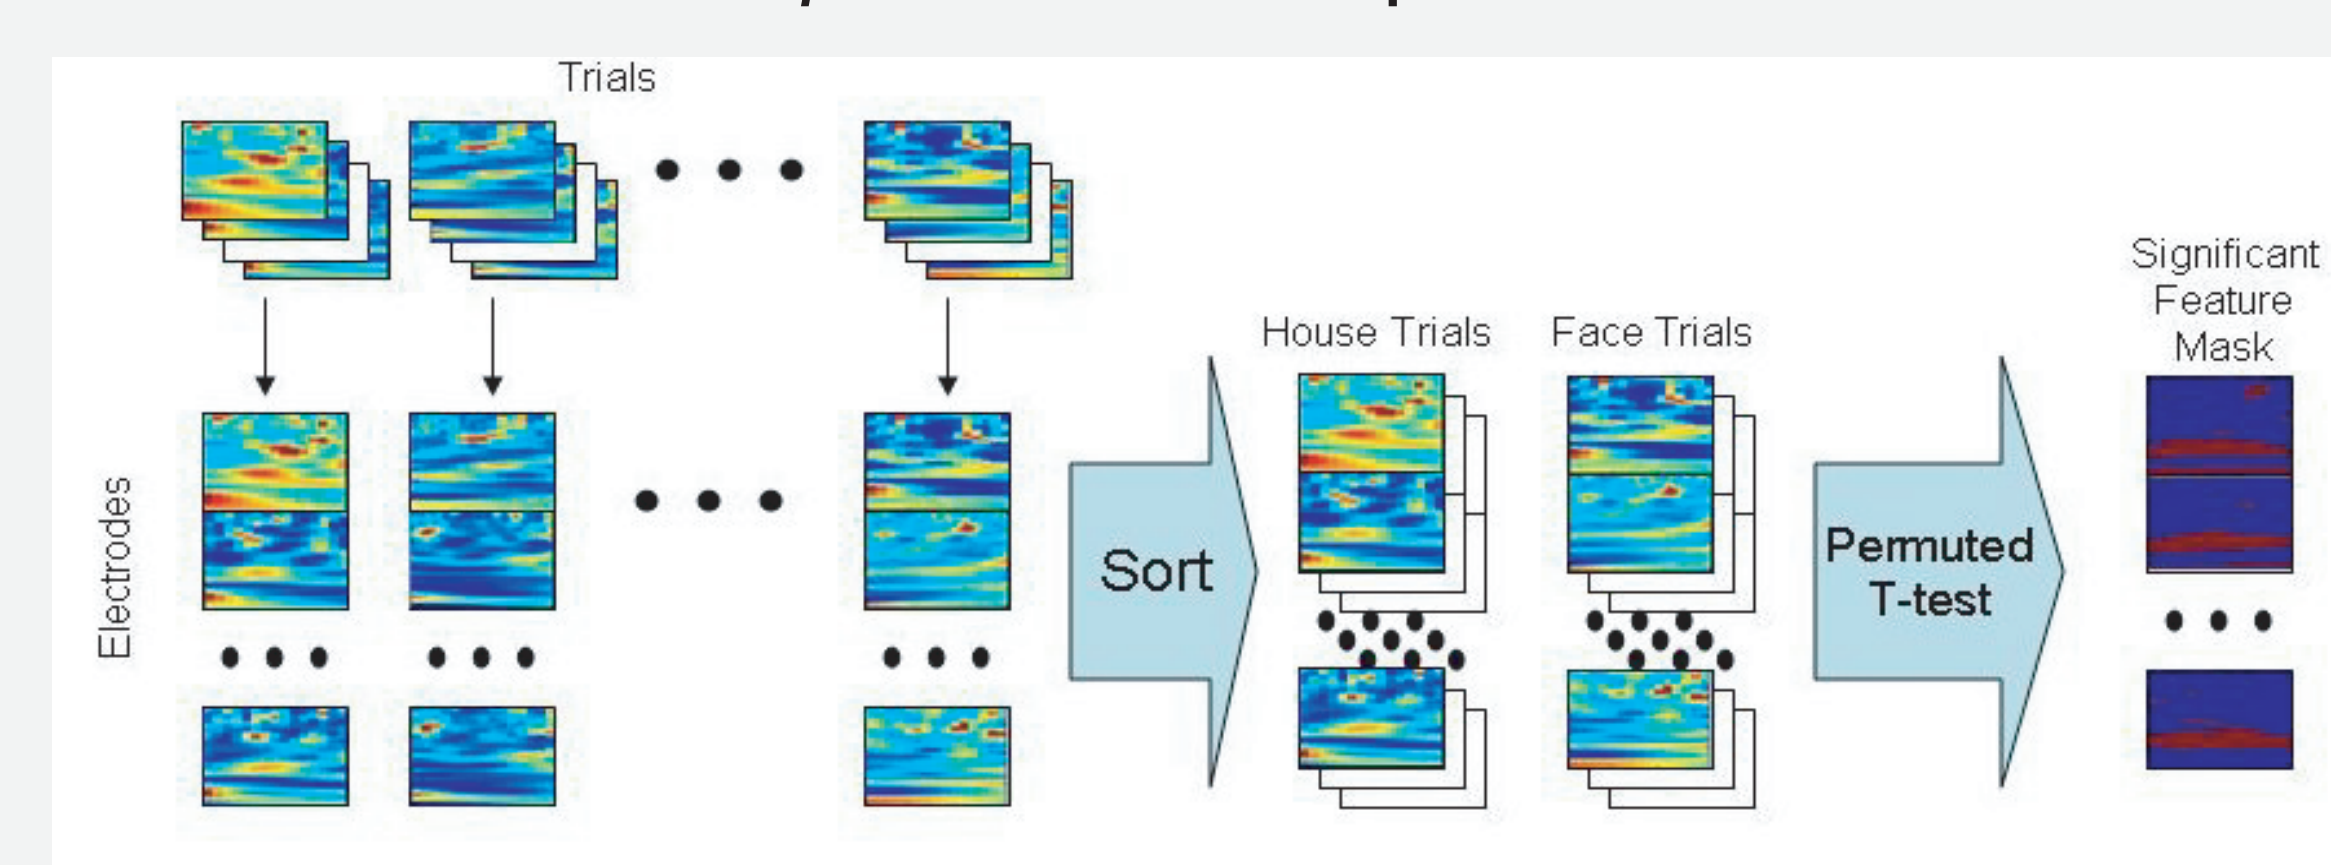 Trials
Electrodes
Sort
House Trials
Face Trials
Permuted
T-test
Significant
Feature
Mask